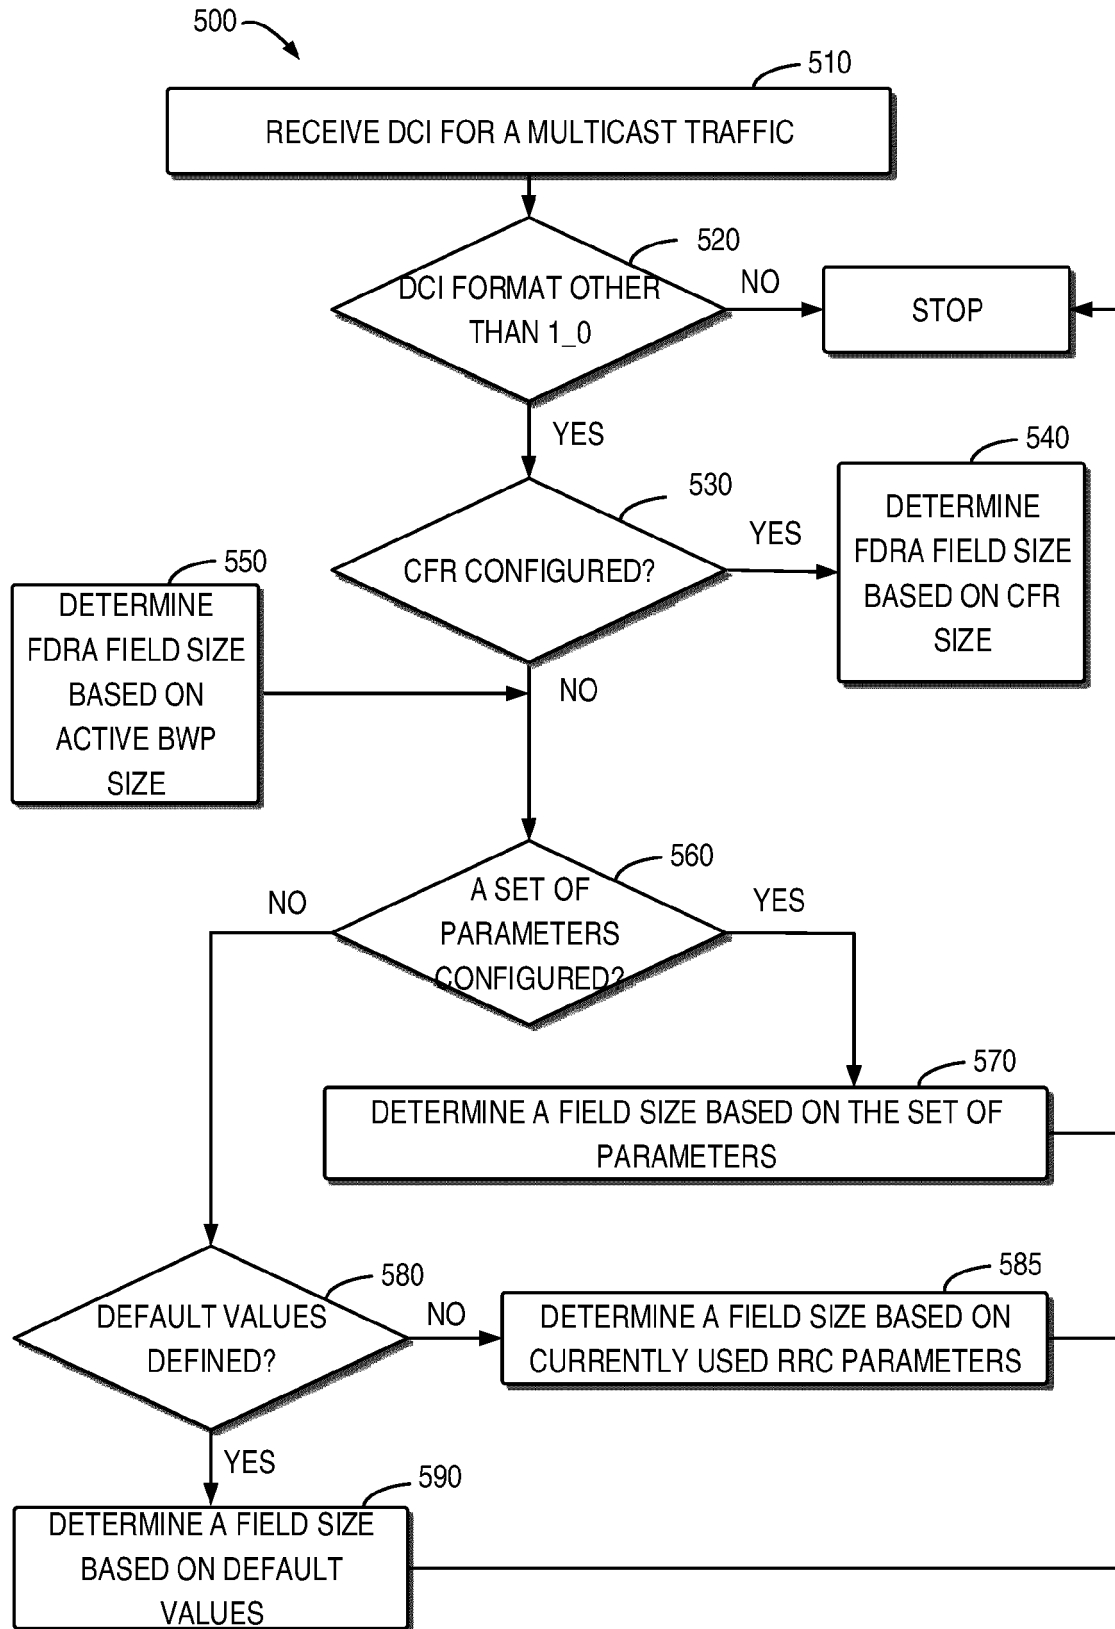 500
510
RECEIVE DCI FOR A MULTICAST TRAFFIC
520
DCI FORMAT OTHER
THAN 1_0
NO
STOP
YES
530
CFR CONFIGURED?
YES
540
DETERMINE
FDRA FIELD SIZE
BASED ON CFR
SIZE
550
DETERMINE
FDRA FIELD SIZE
BASED ON
ACTIVE BWP
SIZE
NO
560
A SET OF
PARAMETERS
CONFIGURED?
NO
YES
570
DETERMINE A FIELD SIZE BASED ON THE SET OF
PARAMETERS
580
DEFAULT VALUES
DEFINED?
NO
585
DETERMINE A FIELD SIZE BASED ON
CURRENTLY USED RRC PARAMETERS
YES
590
DETERMINE A FIELD SIZE
BASED ON DEFAULT
VALUES